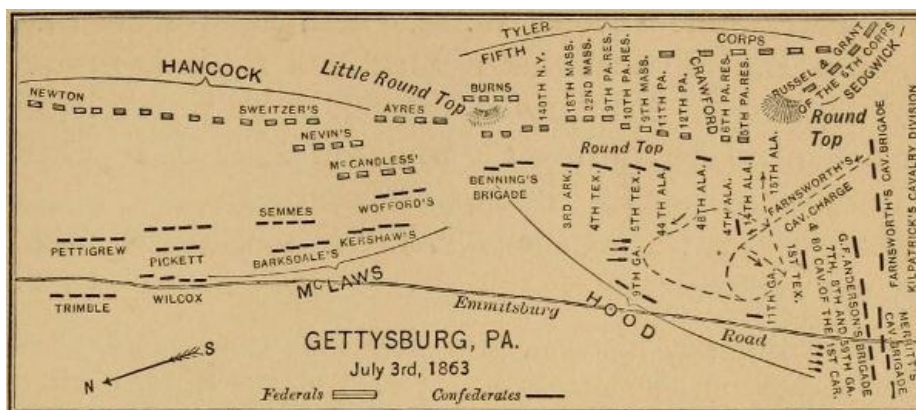 TYLER
FIFTH CORPS
HANCOCK
Little Round Top
NEWTON
SWEITZER'S
AYRES
BURNS
NEVIN'S
McCANDLESS'
140TH N.Y.
18TH MASS.
22ND MASS.
9TH PA.RES.
10TH PA.RES.
9TH MASS.
11TH PA.
12TH PA.
CRAWFORD
6TH PA.RES.
5TH PA.RES.
RUSSEL & GRANT
OF THE 6TH CORPS
SEDGWICK
Round
Top
Round Top
BENNING'S
BRIGADE
3RD ARK.
4TH TEX.
5TH TEX.
44TH ALA.
48TH ALA.
4TH ALA.
14TH ALA.
15TH ALA.
FARNSWORTH'S
CAV. CHARGE
FARNSWORTH'S CAV. BRIGADE
KILPATRICK'S CAVALRY DIVISION
SEMMES
WOFFORD'S
PETTIGREW
PICKETT
BARKSDALE'S
KERSHAW'S
McLAWS
TRIMBLE
WILCOX
9TH GA.
11TH GA.
1ST TEX.
G.F. ANDERSON'S BRIGADE
7TH, 8TH AND 59TH GA.
& 80 CAV. OF THE 1ST CAR.
MERRITT'S
CAV. BRIGADE
Emmitsburg Road
HOOD
GETTYSBURG, PA.
July 3rd, 1863
N S
Federals Confederates